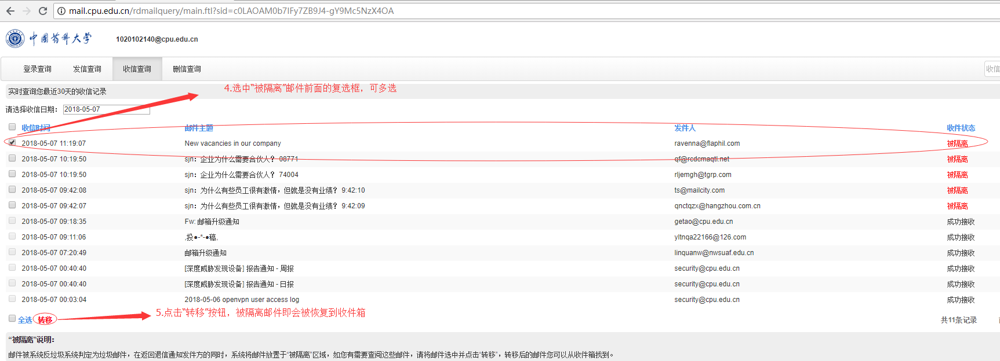 mail.cpu.edu.cn/rdmailquery/main.ftl?sid=c0LAOAM0b7IFy7ZB9J4-gY9Mc5NzX4OA
中国药科大学 1020102140@cpu.edu.cn
登录查询 发信查询 收信查询 删信查询 收信
实时查询您最近30天的收信记录
4.选中“被隔离”邮件前面的复选框，可多选
请选择收信日期： 2018-05-07
收信时间 邮件主题 发件人 收件状态
2018-05-07 11:19:07 New vacancies in our company ravenna@flaphil.com 被隔离
2018-05-07 10:19:50 sjn：企业为什么需要合伙人？ 08771 qf@rcdcmaqtl.net 被隔离
2018-05-07 10:19:50 sjn：企业为什么需要合伙人？ 74004 rljemgh@tgrp.com 被隔离
2018-05-07 09:42:08 sjn：为什么有些员工很有激情，但就是没有业绩？ 9:42:10 ts@mailcity.com 被隔离
2018-05-07 09:42:07 sjn：为什么有些员工很有激情，但就是没有业绩？ 9:42:09 qnctqzx@hangzhou.com.cn 被隔离
2018-05-07 09:18:35 Fw: 邮箱升级通知 getao@cpu.edu.cn 成功接收
2018-05-07 09:11:06 ,投●-*-●稿, yltnqa22166@126.com 成功接收
2018-05-07 07:20:49 邮箱升级通知 linquanw@nwsuaf.edu.cn 成功接收
2018-05-07 00:40:40 [深度威胁发现设备] 报告通知 - 周报 security@cpu.edu.cn 成功接收
2018-05-07 00:40:40 [深度威胁发现设备] 报告通知 - 日报 security@cpu.edu.cn 成功接收
2018-05-07 00:03:04 2018-05-06 openvpn user access log security@cpu.edu.cn 成功接收
5.点击“转移”按钮，被隔离邮件即会被恢复到收件箱
全选 转移 共11条记录
“被隔离”说明：
邮件被系统反垃圾系统判定为垃圾邮件，在返回退信通知发件方的同时，系统将邮件放置于“被隔离”区域，如您有需要查阅这些邮件，请将邮件选中并点击“转移”，转移后的邮件您可以从收件箱找到。